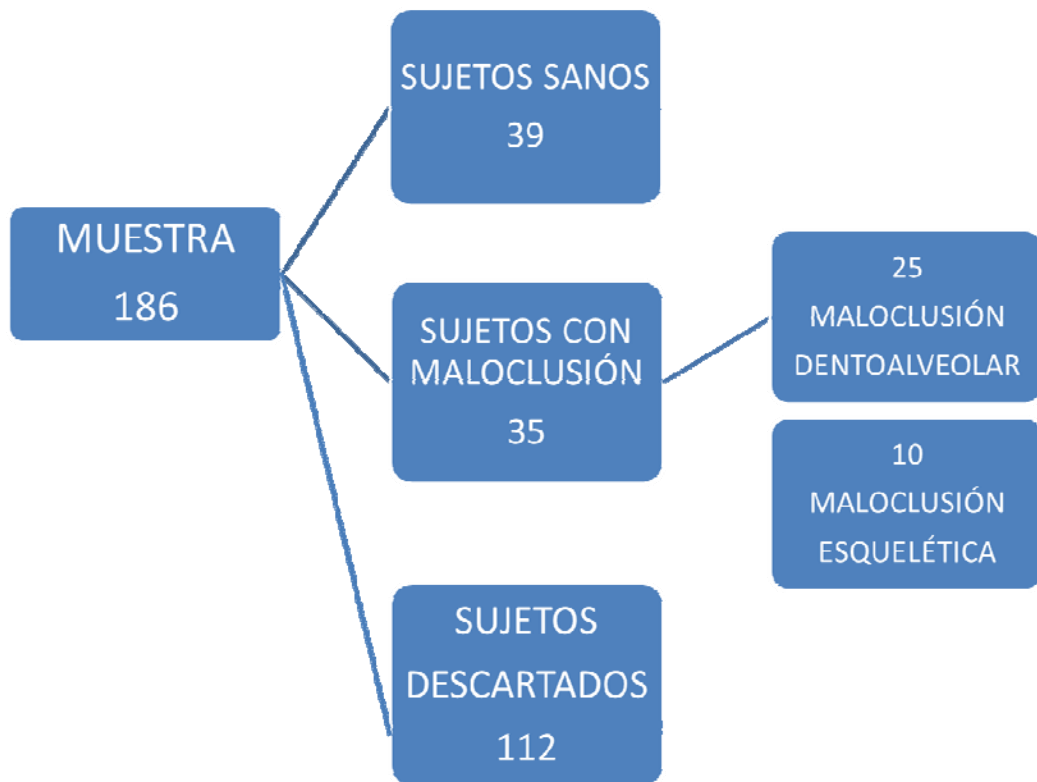 MUESTRA
186
SUJETOS SANOS
39
SUJETOS CON
MALOCLUSIÓN
35
25
MALOCLUSIÓN
DENTOALVEOLAR
10
MALOCLUSIÓN
ESQUELÉTICA
SUJETOS
DESCARTADOS
112